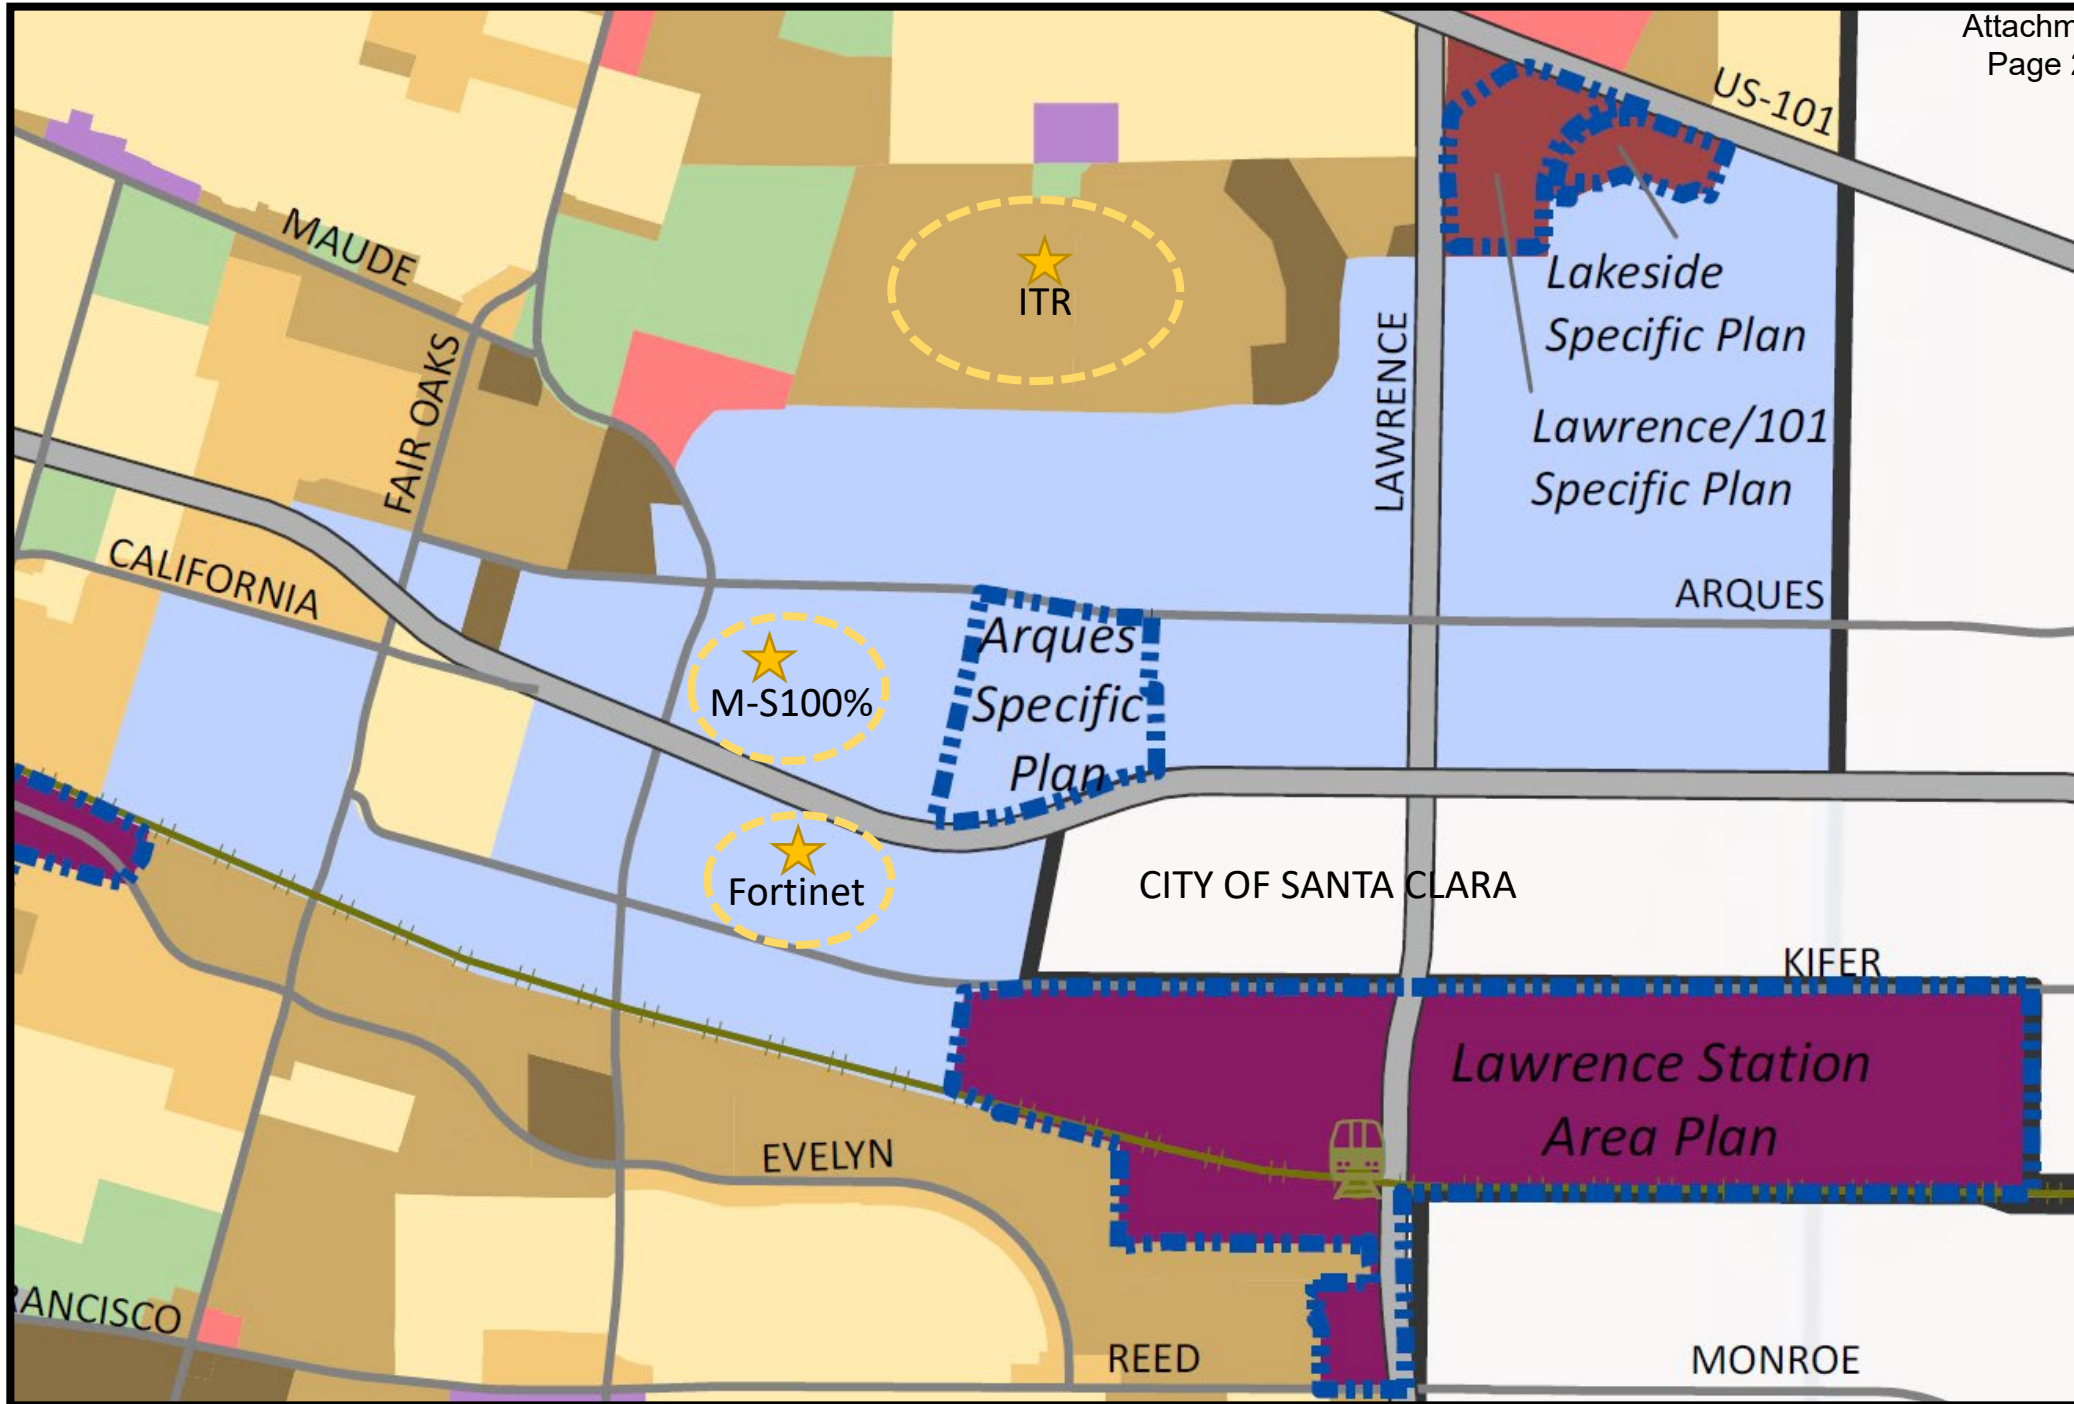 Attachm
Page 2
US-101
MAUDE
ITR
Lakeside
Specific Plan
FAIR OAKS
LAWRENCE
Lawrence/101
Specific Plan
CALIFORNIA
ARQUES
Arques
Specific
Plan
M-S100%
Fortinet
CITY OF SANTA CLARA
KIFER
Lawrence Station
Area Plan
EVELYN
RANCISCO
REED
MONROE